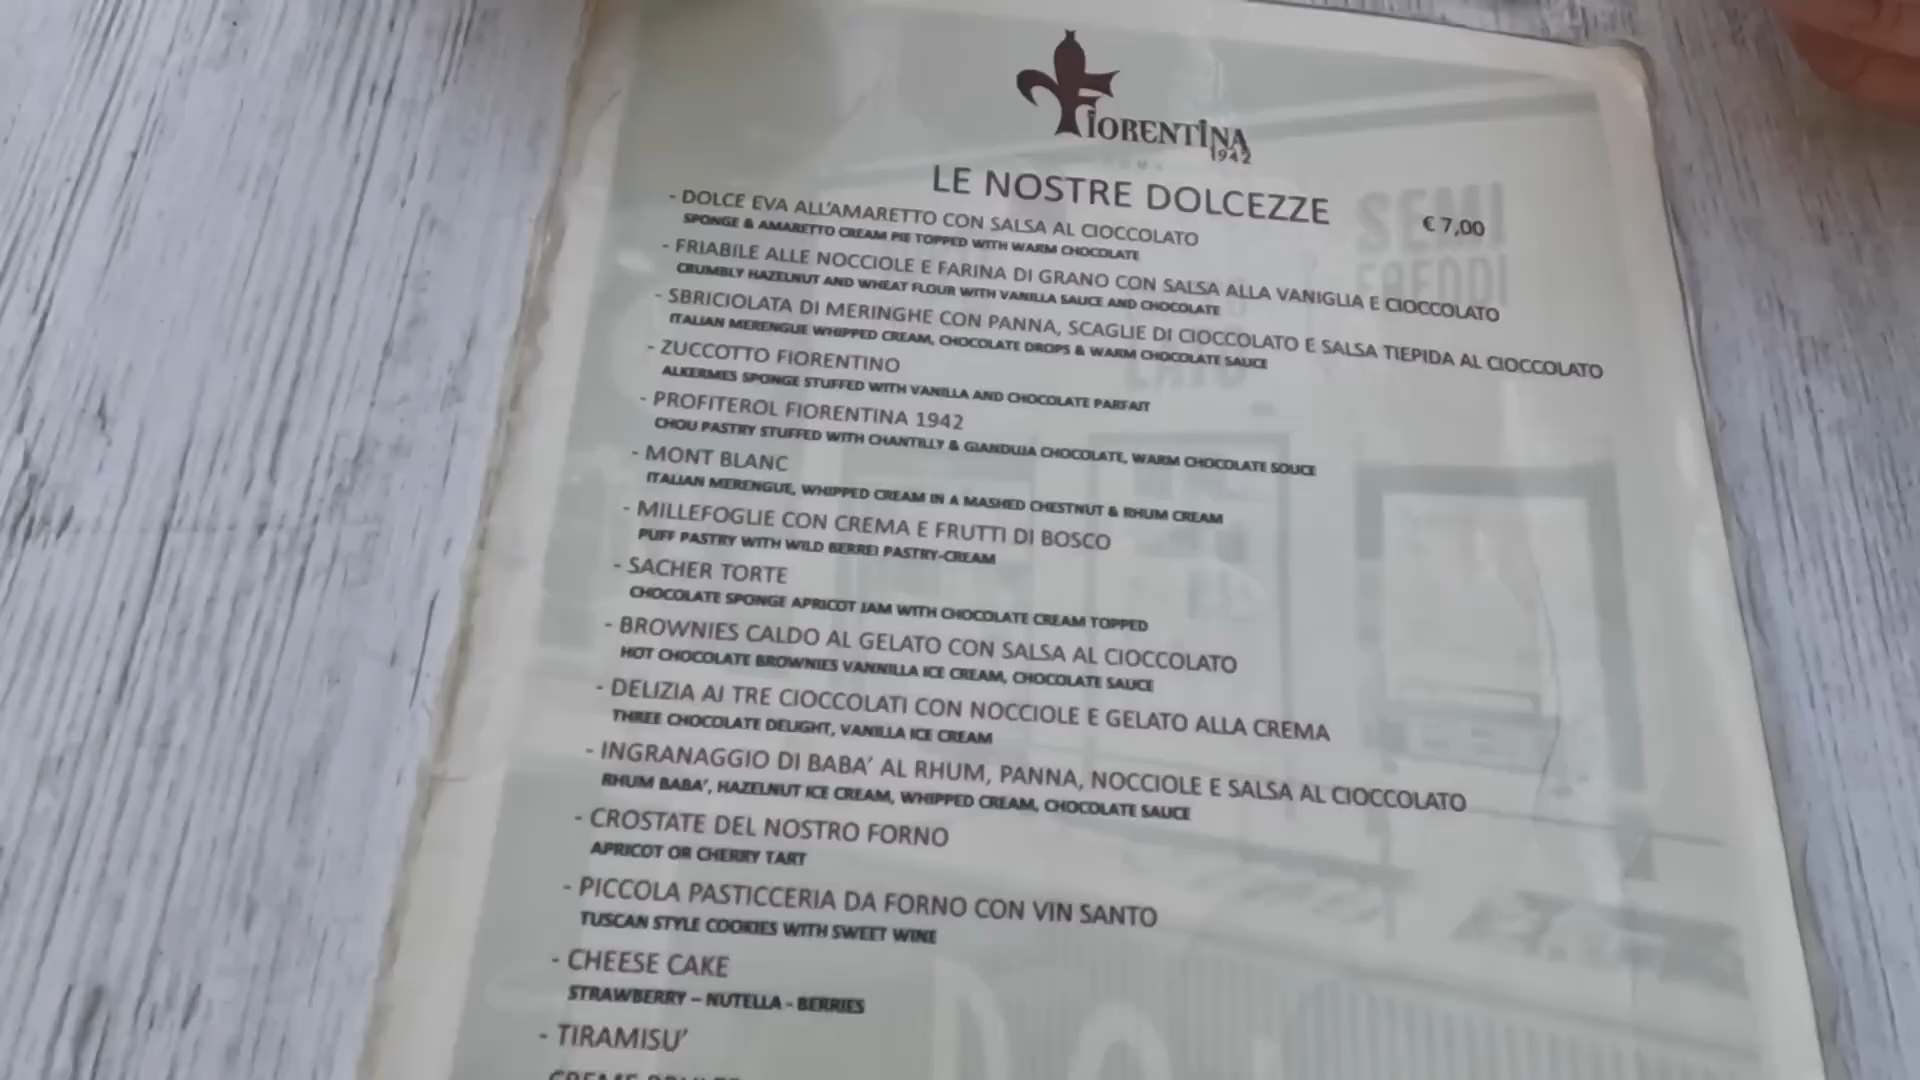 FIORENTINA
1942
LE NOSTRE DOLCEZZE
€ 7,00
- DOLCE EVA ALL'AMARETTO CON SALSA AL CIOCCOLATO
SPONGE & AMARETTO CREAM PIE TOPPED WITH WARM CHOCOLATE
- FRIABILE ALLE NOCCIOLE E FARINA DI GRANO CON SALSA ALLA VANIGLIA E CIOCCOLATO
CRUMBLY HAZELNUT AND WHEAT FLOUR WITH VANILLA SAUCE AND CHOCOLATE
- SBRICIOLATA DI MERINGHE CON PANNA, SCAGLIE DI CIOCCOLATO E SALSA TIEPIDA AL CIOCCOLATO
ITALIAN MERENGUE WHIPPED CREAM, CHOCOLATE DROPS & WARM CHOCOLATE SAUCE
- ZUCCOTTO FIORENTINO
ALKERMES SPONGE STUFFED WITH VANILLA AND CHOCOLATE PARFAIT
- PROFITEROL FIORENTINA 1942
CHOU PASTRY STUFFED WITH CHANTILLY & GIANDUJA CHOCOLATE, WARM CHOCOLATE SOUCE
- MONT BLANC
ITALIAN MERENGUE, WHIPPED CREAM IN A MASHED CHESTNUT & RHUM CREAM
- MILLEFOGLIE CON CREMA E FRUTTI DI BOSCO
PUFF PASTRY WITH WILD BERREI PASTRY-CREAM
- SACHER TORTE
CHOCOLATE SPONGE APRICOT JAM WITH CHOCOLATE CREAM TOPPED
- BROWNIES CALDO AL GELATO CON SALSA AL CIOCCOLATO
HOT CHOCOLATE BROWNIES VANNILLA ICE CREAM, CHOCOLATE SAUCE
- DELIZIA AI TRE CIOCCOLATI CON NOCCIOLE E GELATO ALLA CREMA
THREE CHOCOLATE DELIGHT, VANILLA ICE CREAM
- INGRANAGGIO DI BABA' AL RHUM, PANNA, NOCCIOLE E SALSA AL CIOCCOLATO
RHUM BABA', HAZELNUT ICE CREAM, WHIPPED CREAM, CHOCOLATE SAUCE
- CROSTATE DEL NOSTRO FORNO
APRICOT OR CHERRY TART
- PICCOLA PASTICCERIA DA FORNO CON VIN SANTO
TUSCAN STYLE COOKIES WITH SWEET WINE
- CHEESE CAKE
STRAWBERRY – NUTELLA - BERRIES
- TIRAMISU'
SEMI
FREDDI